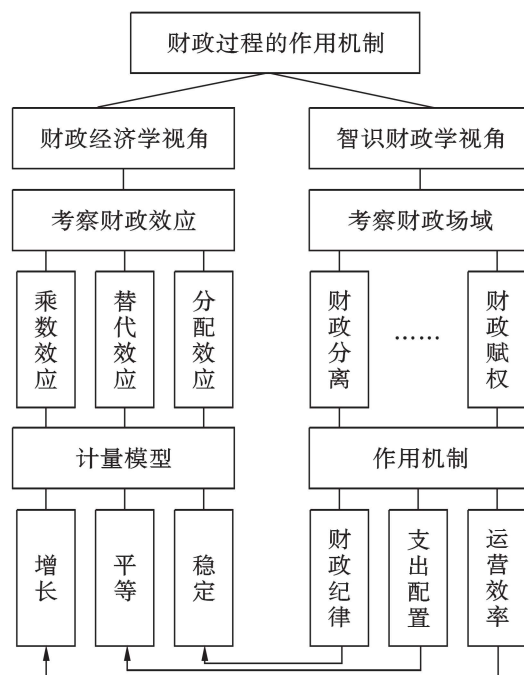 财政过程的作用机制
财政经济学视角
智识财政学视角
考察财政效应
考察财政场域
乘数效应
替代效应
分配效应
财政分离
……
财政赋权
计量模型
作用机制
增长
平等
稳定
财政纪律
支出配置
运营效率